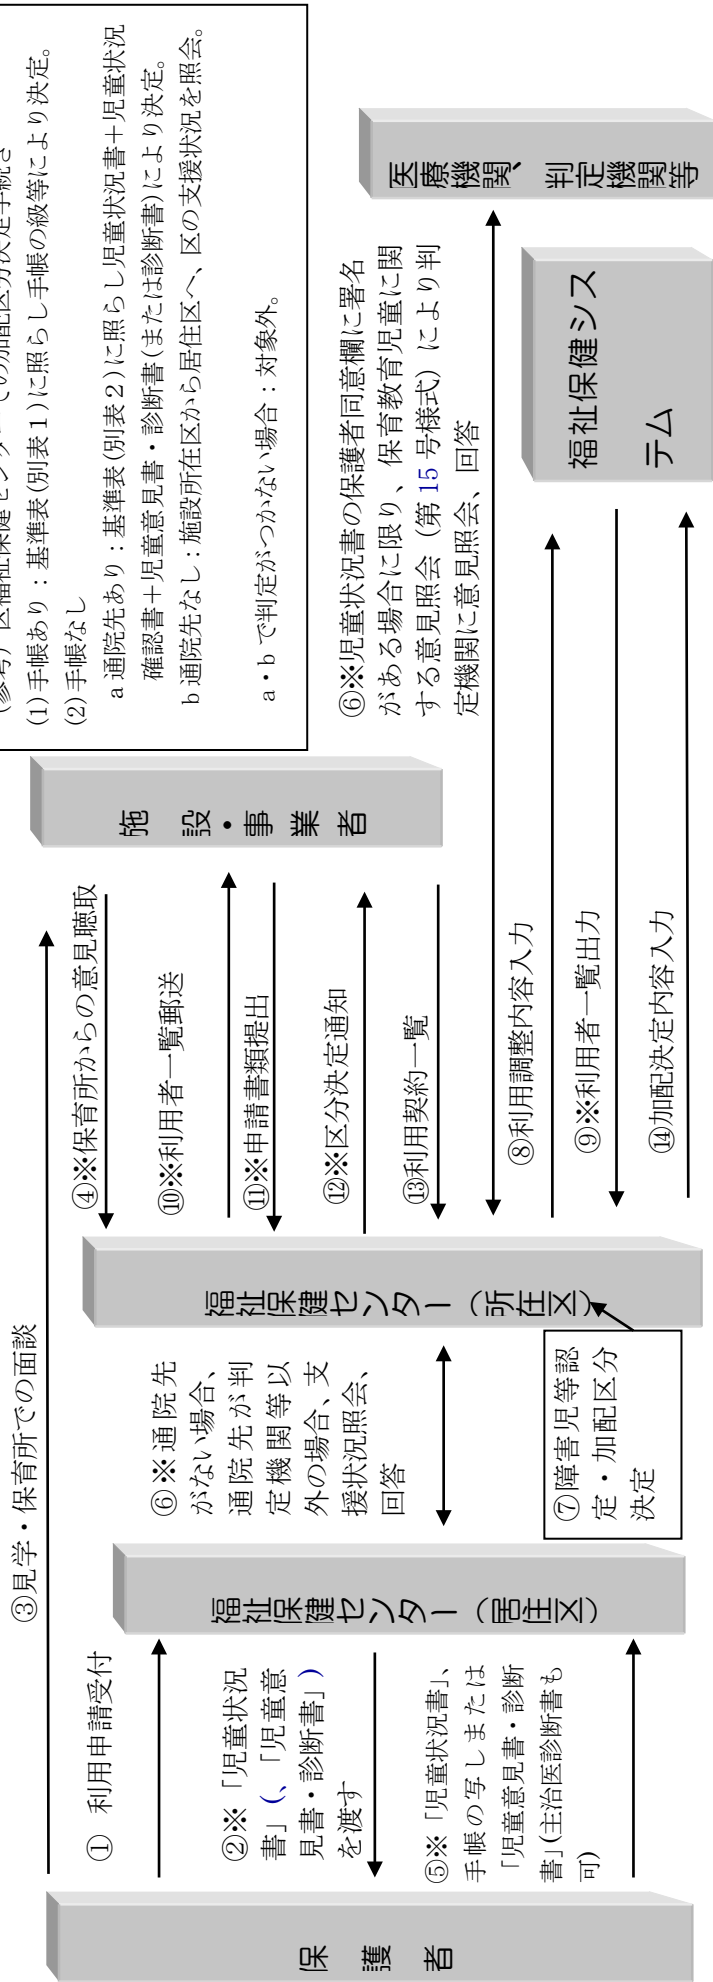 (参考）区福祉保健センターでの加配区分決定手続き
(1)手帳あり：基準表(別表１)に照らし手帳の級等により決定。
(2)手帳なし
a 通院先あり：基準表(別表２)に照らし児童状況書＋児童状況
確認書＋児童意見書・診断書(または診断書)により決定。
b 通院先なし：施設所在区から居住区へ、区の支援状況を照会。
a・b で判定がつかない場合：対象外。
③見学・保育所での面談
① 利用申請受付
②※「児童状況
書」(、「児童意
見書・診断書」)
を渡す
⑤※「児童状況書」、
手帳の写しまたは
「児童意見書・診断
書」(主治医診断書も
可)
保護者
福祉保健センター（居住区）
⑥※通院先
がない場合、
通院先が判
定機関等以
外の場合、支
援状況照会、
回答
⑦障害児等認
定・加配区分
決定
福祉保健センター（所在区）
④※保育所からの意見聴取
⑩※利用者一覧郵送
⑪※申請書類提出
⑫※区分決定通知
⑬利用契約一覧
施設・事業者
⑥※児童状況書の保護者同意欄に署名
がある場合に限り、保育教育児童に関
する意見照会（第 15 号様式）により判
定機関に意見照会、回答
⑧利用調整内容入力
⑨※利用者一覧出力
⑭加配決定内容入力
医療機関、判定機関等
福祉保健シス
テム